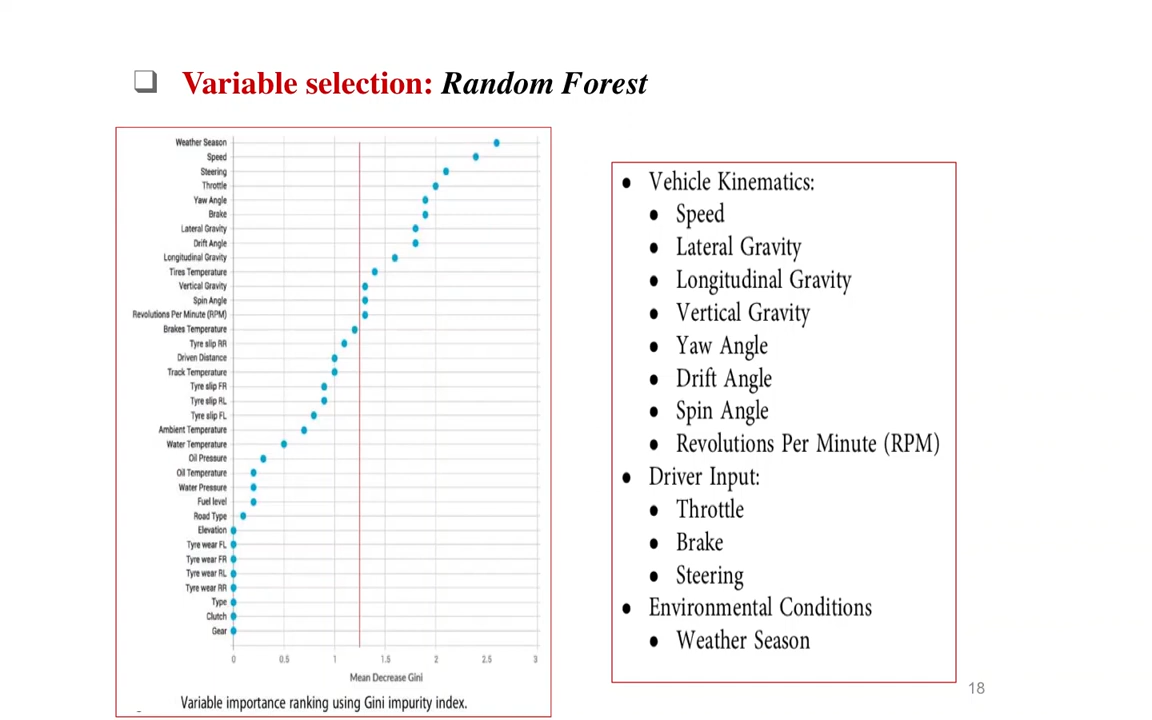 ❑ Variable selection: Random Forest
Weather Season
Speed
Steering
Throttle
Yaw Angle
Brake
Lateral Gravity
Drift Angle
Longitudinal Gravity
Tires Temperature
Vertical Gravity
Spin Angle
Revolutions Per Minute (RPM)
Brakes Temperature
Tyre slip RR
Driven Distance
Track Temperature
Tyre slip FR
Tyre slip RL
Tyre slip FL
Ambient Temperature
Water Temperature
Oil Pressure
Oil Temperature
Water Pressure
Fuel level
Road Type
Elevation
Tyre wear FL
Tyre wear FR
Tyre wear RL
Tyre wear RR
Type
Clutch
Gear
0 0.5 1 1.5 2 2.5 3
Mean Decrease Gini
Variable importance ranking using Gini impurity index.
• Vehicle Kinematics:
• Speed
• Lateral Gravity
• Longitudinal Gravity
• Vertical Gravity
• Yaw Angle
• Drift Angle
• Spin Angle
• Revolutions Per Minute (RPM)
• Driver Input:
• Throttle
• Brake
• Steering
• Environmental Conditions
• Weather Season
18